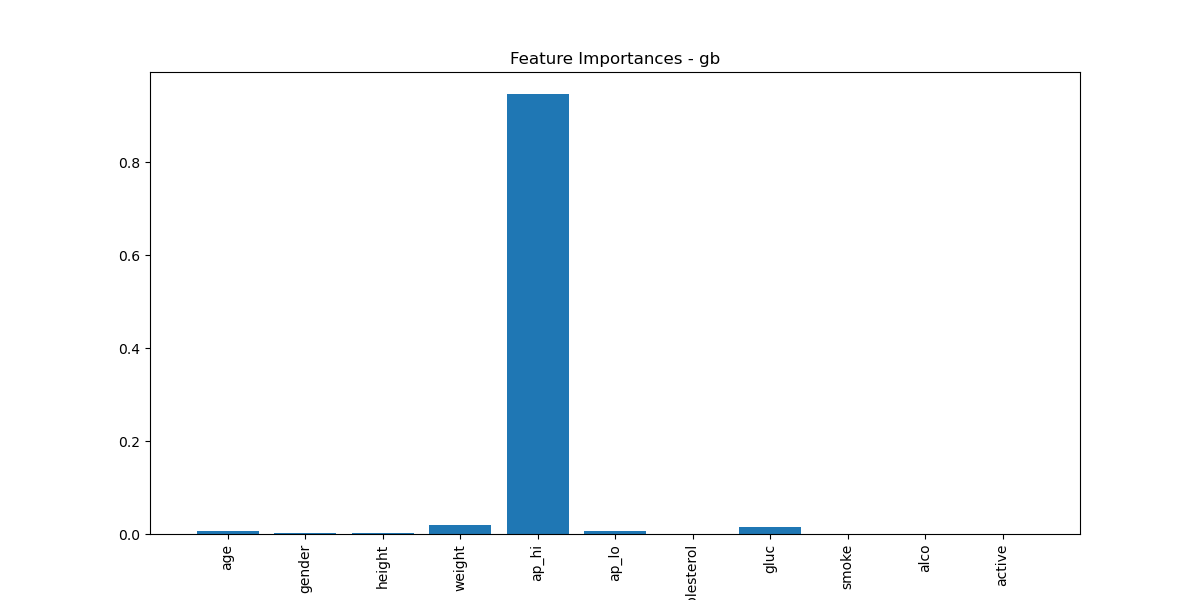 Feature Importances - gb
0.8
0.6
0.4
0.2
0.0
age
gender
height
weight
ap_hi
ap_lo
olesterol
gluc
smoke
alco
active